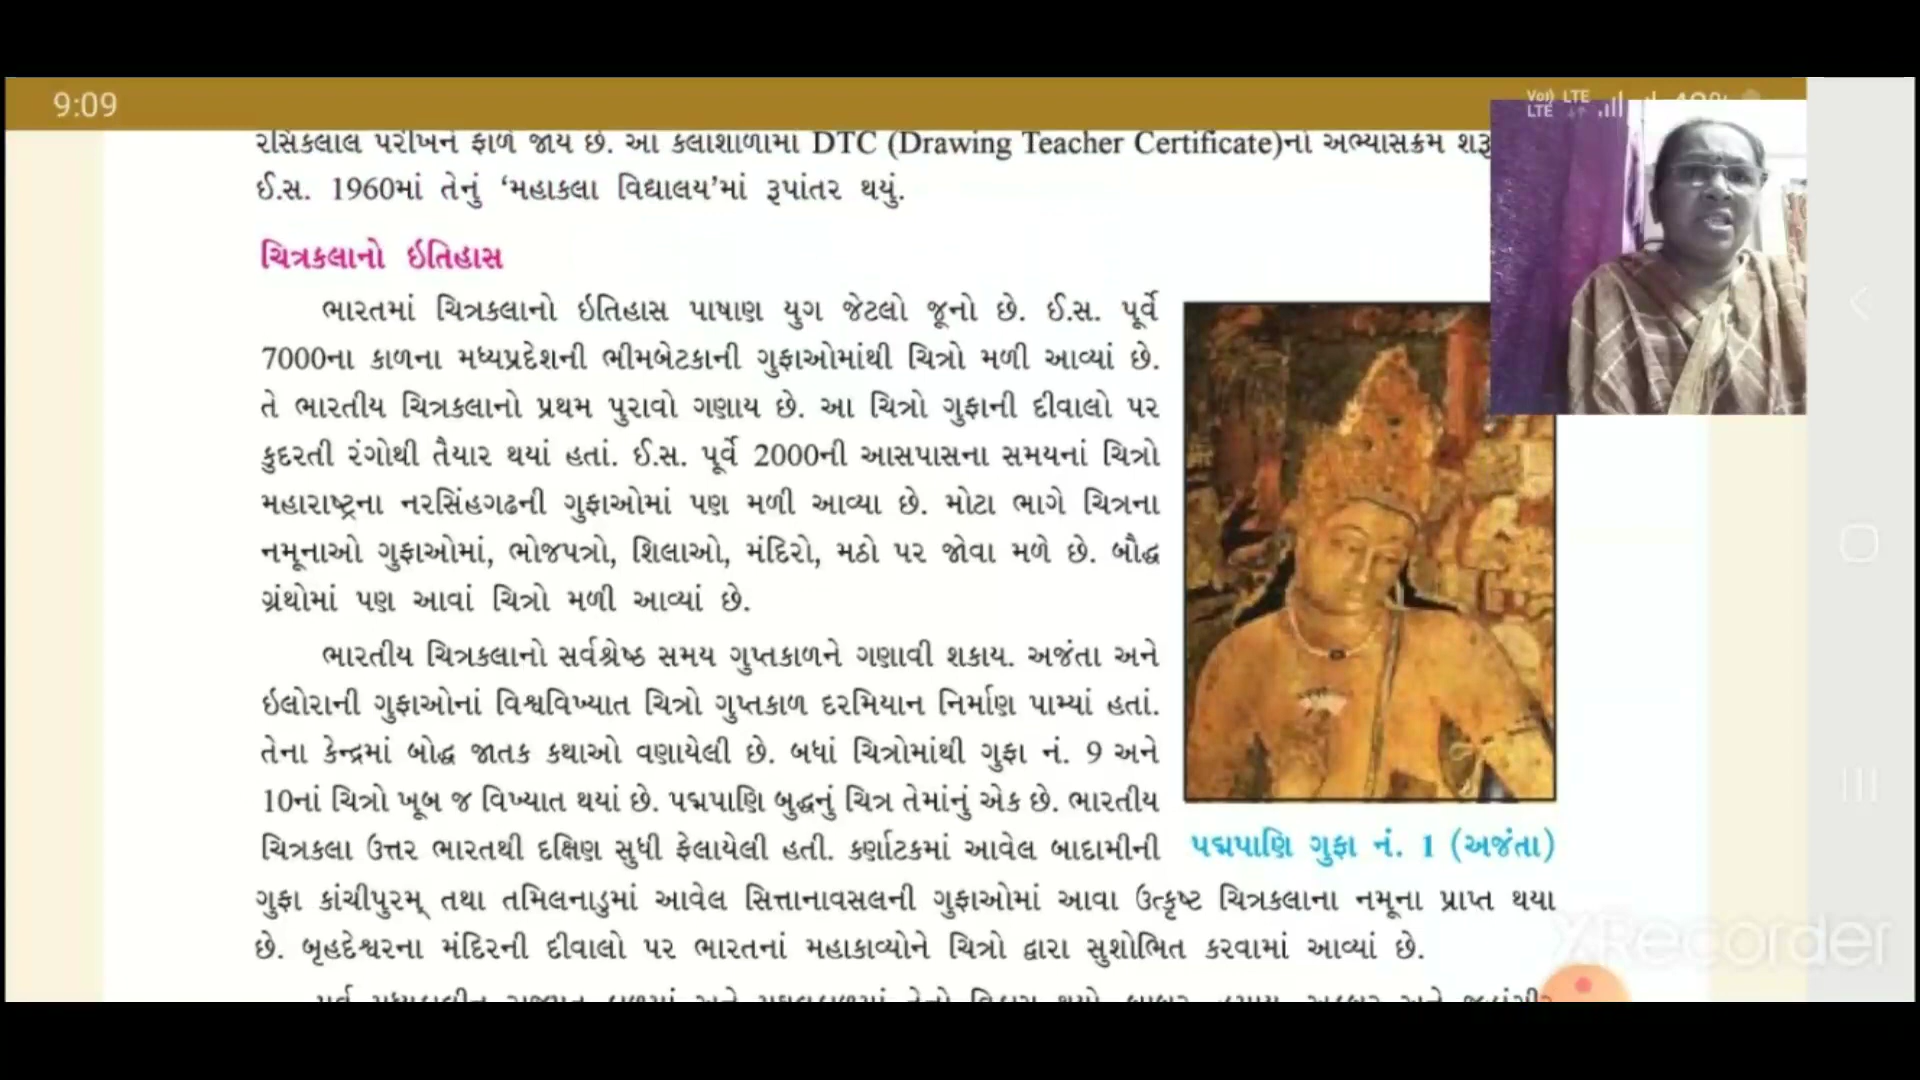 9:09
Vo) LTE
LTE
રસિકલાલ પરીખને ફાળે જાય છે. આ કલાશાળામાં DTC (Drawing Teacher Certificate)નો અભ્યાસક્રમ શરૂ
ઈ.સ. 1960માં તેનું ‘મહાકલા વિદ્યાલય’માં રૂપાંતર થયું.
ચિત્રકલાનો ઇતિહાસ
ભારતમાં ચિત્રકલાનો ઇતિહાસ પાષાણ યુગ જેટલો જૂનો છે. ઈ.સ. પૂર્વે
7000ના કાળના મધ્યપ્રદેશની ભીમબેટકાની ગુફાઓમાંથી ચિત્રો મળી આવ્યાં છે.
તે ભારતીય ચિત્રકલાનો પ્રથમ પુરાવો ગણાય છે. આ ચિત્રો ગુફાની દીવાલો પર
કુદરતી રંગોથી તૈયાર થયાં હતાં. ઈ.સ. પૂર્વે 2000ની આસપાસના સમયનાં ચિત્રો
મહારાષ્ટ્રના નરસિંહગઢની ગુફાઓમાં પણ મળી આવ્યા છે. મોટા ભાગે ચિત્રના
નમૂનાઓ ગુફાઓમાં, ભોજપત્રો, શિલાઓ, મંદિરો, મઠો પર જોવા મળે છે. બૌદ્ધ
ગ્રંથોમાં પણ આવાં ચિત્રો મળી આવ્યાં છે.
ભારતીય ચિત્રકલાનો સર્વશ્રેષ્ઠ સમય ગુપ્તકાળને ગણાવી શકાય. અજંતા અને
ઇલોરાની ગુફાઓનાં વિશ્વવિખ્યાત ચિત્રો ગુપ્તકાળ દરમિયાન નિર્માણ પામ્યાં હતાં.
તેના કેન્દ્રમાં બોદ્ધ જાતક કથાઓ વણાયેલી છે. બધાં ચિત્રોમાંથી ગુફા નં. 9 અને
10નાં ચિત્રો ખૂબ જ વિખ્યાત થયાં છે. પદ્મપાણિ બુદ્ધનું ચિત્ર તેમાંનું એક છે. ભારતીય
ચિત્રકલા ઉત્તર ભારતથી દક્ષિણ સુધી ફેલાયેલી હતી. કર્ણાટકમાં આવેલ બાદામીની
પદ્મપાણિ ગુફા નં. 1 (અજંતા)
ગુફા કાંચીપુરમ્ તથા તમિલનાડુમાં આવેલ સિત્તાનાવસલની ગુફાઓમાં આવા ઉત્કૃષ્ટ ચિત્રકલાના નમૂના પ્રાપ્ત થયા
છે. બૃહદેશ્વરના મંદિરની દીવાલો પર ભારતનાં મહાકાવ્યોને ચિત્રો દ્વારા સુશોભિત કરવામાં આવ્યાં છે.
XRecorder